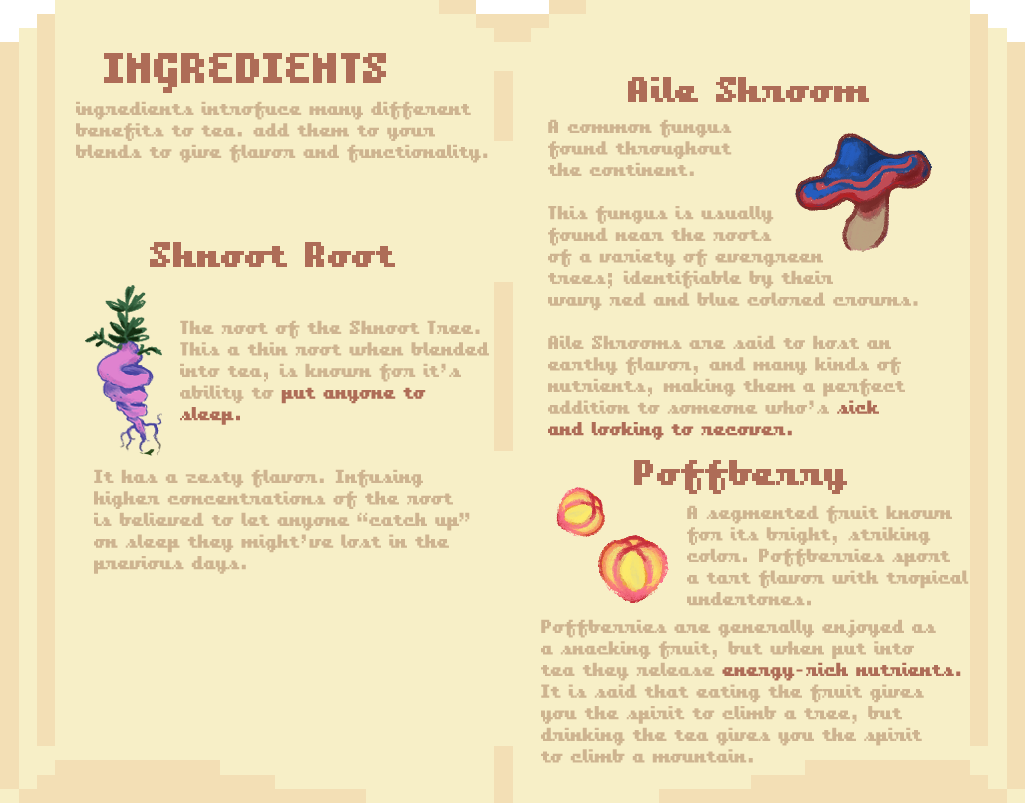 INGREDIENTS
ingredients introfuce many different
benefits to tea. add them to your
blends to give flavor and functionality.
Shnoot Root
The root of the Shnoot Tree.
This a thin root when blended
into tea, is known for it's
ability to put anyone to
sleep.
It has a zesty flavor. Infusing
higher concentrations of the root
is believed to let anyone “catch up”
on sleep they might've lost in the
previous days.
Aile Shroom
A common fungus
found throughout
the continent.
This fungus is usually
found near the roots
of a variety of evergreen
trees; identifiable by their
wavy red and blue colored crowns.
Aile Shrooms are said to host an
earthy flavor, and many kinds of
nutrients, making them a perfect
addition to someone who's sick
and looking to recover.
Poffberry
A segmented fruit known
for its bright, striking
color. Poffberries sport
a tart flavor with tropical
undertones.
Poffberries are generally enjoyed as
a snacking fruit, but when put into
tea they release energy-rich nutrients.
It is said that eating the fruit gives
you the spirit to climb a tree, but
drinking the tea gives you the spirit
to climb a mountain.